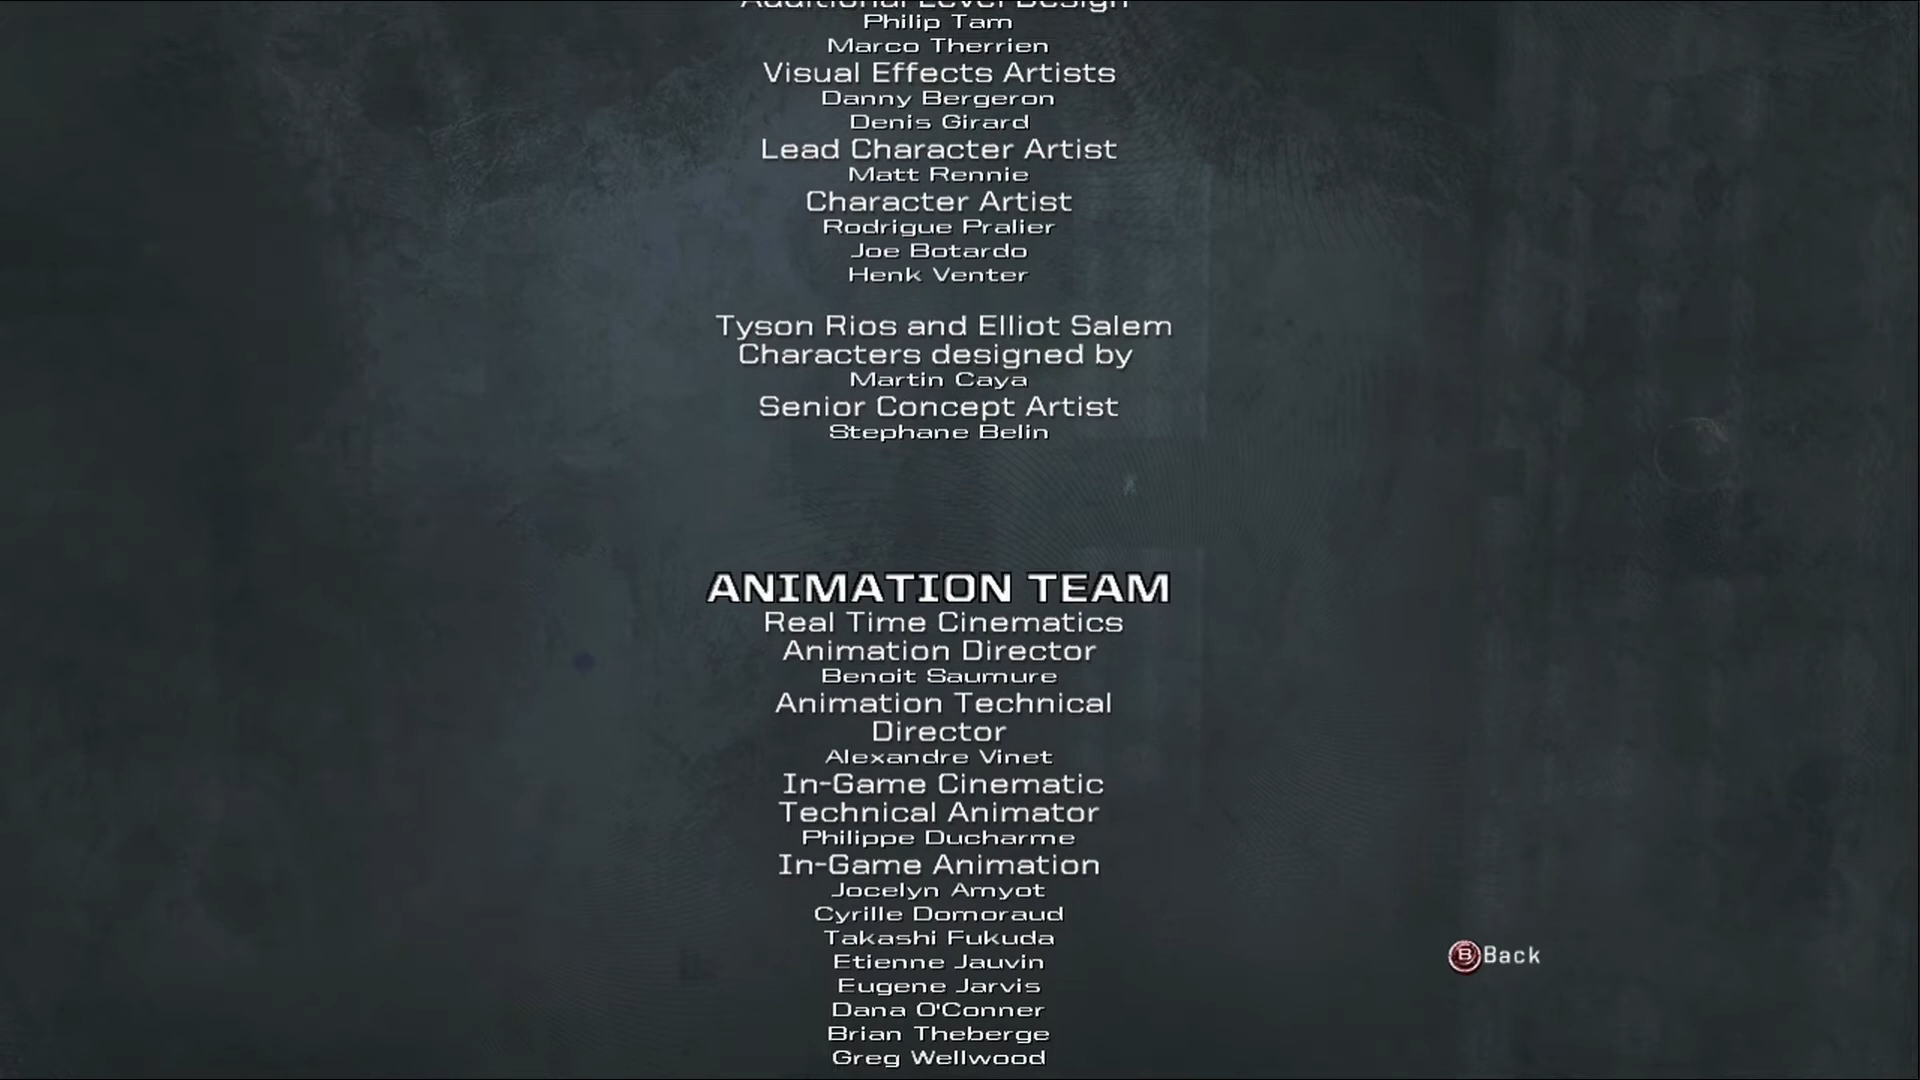 Additional Level Design
Philip Tam
Marco Therrien
Visual Effects Artists
Danny Bergeron
Denis Girard
Lead Character Artist
Matt Rennie
Character Artist
Rodrigue Pralier
Joe Botardo
Henk Venter
Tyson Rios and Elliot Salem
Characters designed by
Martin Caya
Senior Concept Artist
Stephane Belin
ANIMATION TEAM
Real Time Cinematics
Animation Director
Benoit Saumure
Animation Technical
Director
Alexandre Vinet
In-Game Cinematic
Technical Animator
Philippe Ducharme
In-Game Animation
Jocelyn Amyot
Cyrille Domoraud
Takashi Fukuda
Etienne Jauvin
Eugene Jarvis
Dana O'Conner
Brian Theberge
Greg Wellwood
B Back